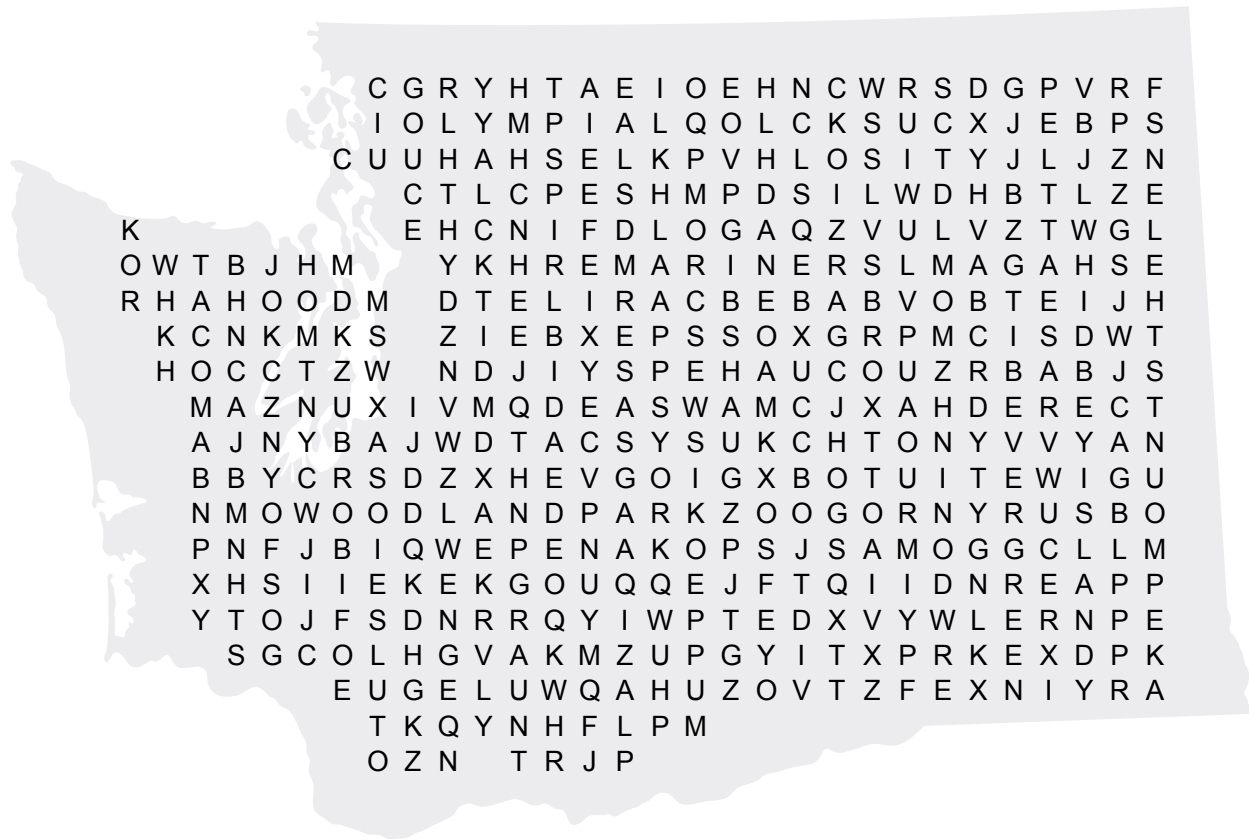 C G R Y H T A E I O E H N C W R S D G P V R F
I O L Y M P I A L Q O L C K S U C X J E B P S
C U U H A H S E L K P V H L O S I T Y J L J Z N
C T L C P E S H M P D S I L W D H B T L Z E
K E H C N I F D L O G A Q Z V U L V Z T W G L
O W T B J H M Y K H R E M A R I N E R S L M A G A H S E
R H A H O O D M D T E L I R A C B E B A B V O B T E I J H
K C N K M K S Z I E B X E P S S O X G R P M C I S D W T
H O C C T Z W N D J I Y S P E H A U C O U Z R B A B J S
M A Z N U X I V M Q D E A S W A M C J X A H D E R E C T
A J N Y B A J W D T A C S Y S U K C H T O N Y V V Y A N
B B Y C R S D Z X H E V G O I G X B O T U I T E W I G U
N M O W O O D L A N D P A R K Z O O G O R N Y R U S B O
P N F J B I Q W E P E N A K O P S J S A M O G G C L L M
X H S I I E K E K G O U Q Q E J F T Q I I D N R E A P P
Y T O J F S D N R R Q Y I W P T E D X V Y W L E R N P E
S G C O L H G V A K M Z U P G Y I T X P R K E X D P K
E U G E L U W Q A H U Z O V T Z F E X N I Y R A
T K Q Y N H F L P M
O Z N T R J P